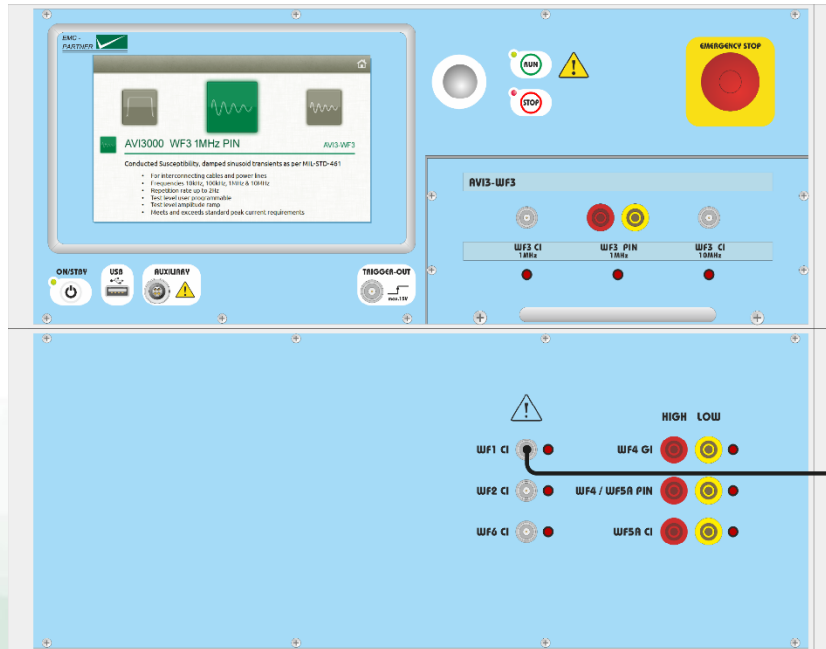 EMC -
PARTNER
AVI3000 WF3 1MHz PIN
AVI3-WF3
Conducted Susceptibility, damped sinusoid transients as per MIL-STD-461
• For interconnecting cables and power lines
• Frequencies 10kHz, 100kHz, 1MHz & 10MHz
• Repetition rate up to 2Hz
• Test level user programmable
• Test level amplitude ramp
• Meets and exceeds standard peak current requirements
RUN
STOP
EMERGENCY STOP
AVI3-WF3
WF3 CI WF3 PIN WF3 CI
1MHz 1MHz 10MHz
ON/STBY USB AUXILIARY TRIGGER-OUT
max.15V
HIGH LOW
WF1 CI WF4 GI
WF2 CI WF4 / WF5A PIN
WF6 CI WF5A CI